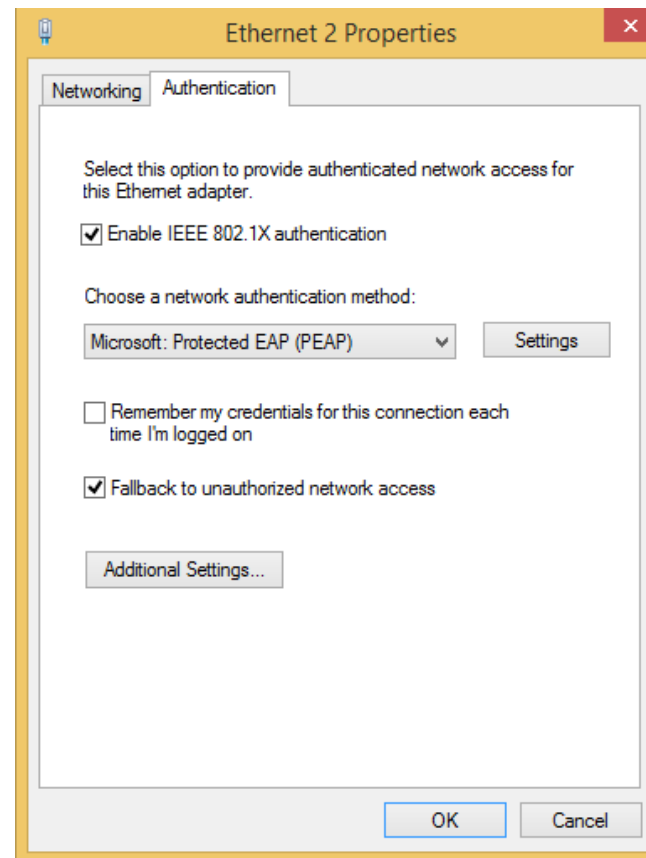 Ethernet 2 Properties
Networking
Authentication
Select this option to provide authenticated network access for
this Ethernet adapter.
Enable IEEE 802.1X authentication
Choose a network authentication method:
Microsoft: Protected EAP (PEAP)
Settings
Remember my credentials for this connection each
time I'm logged on
Fallback to unauthorized network access
Additional Settings...
OK
Cancel